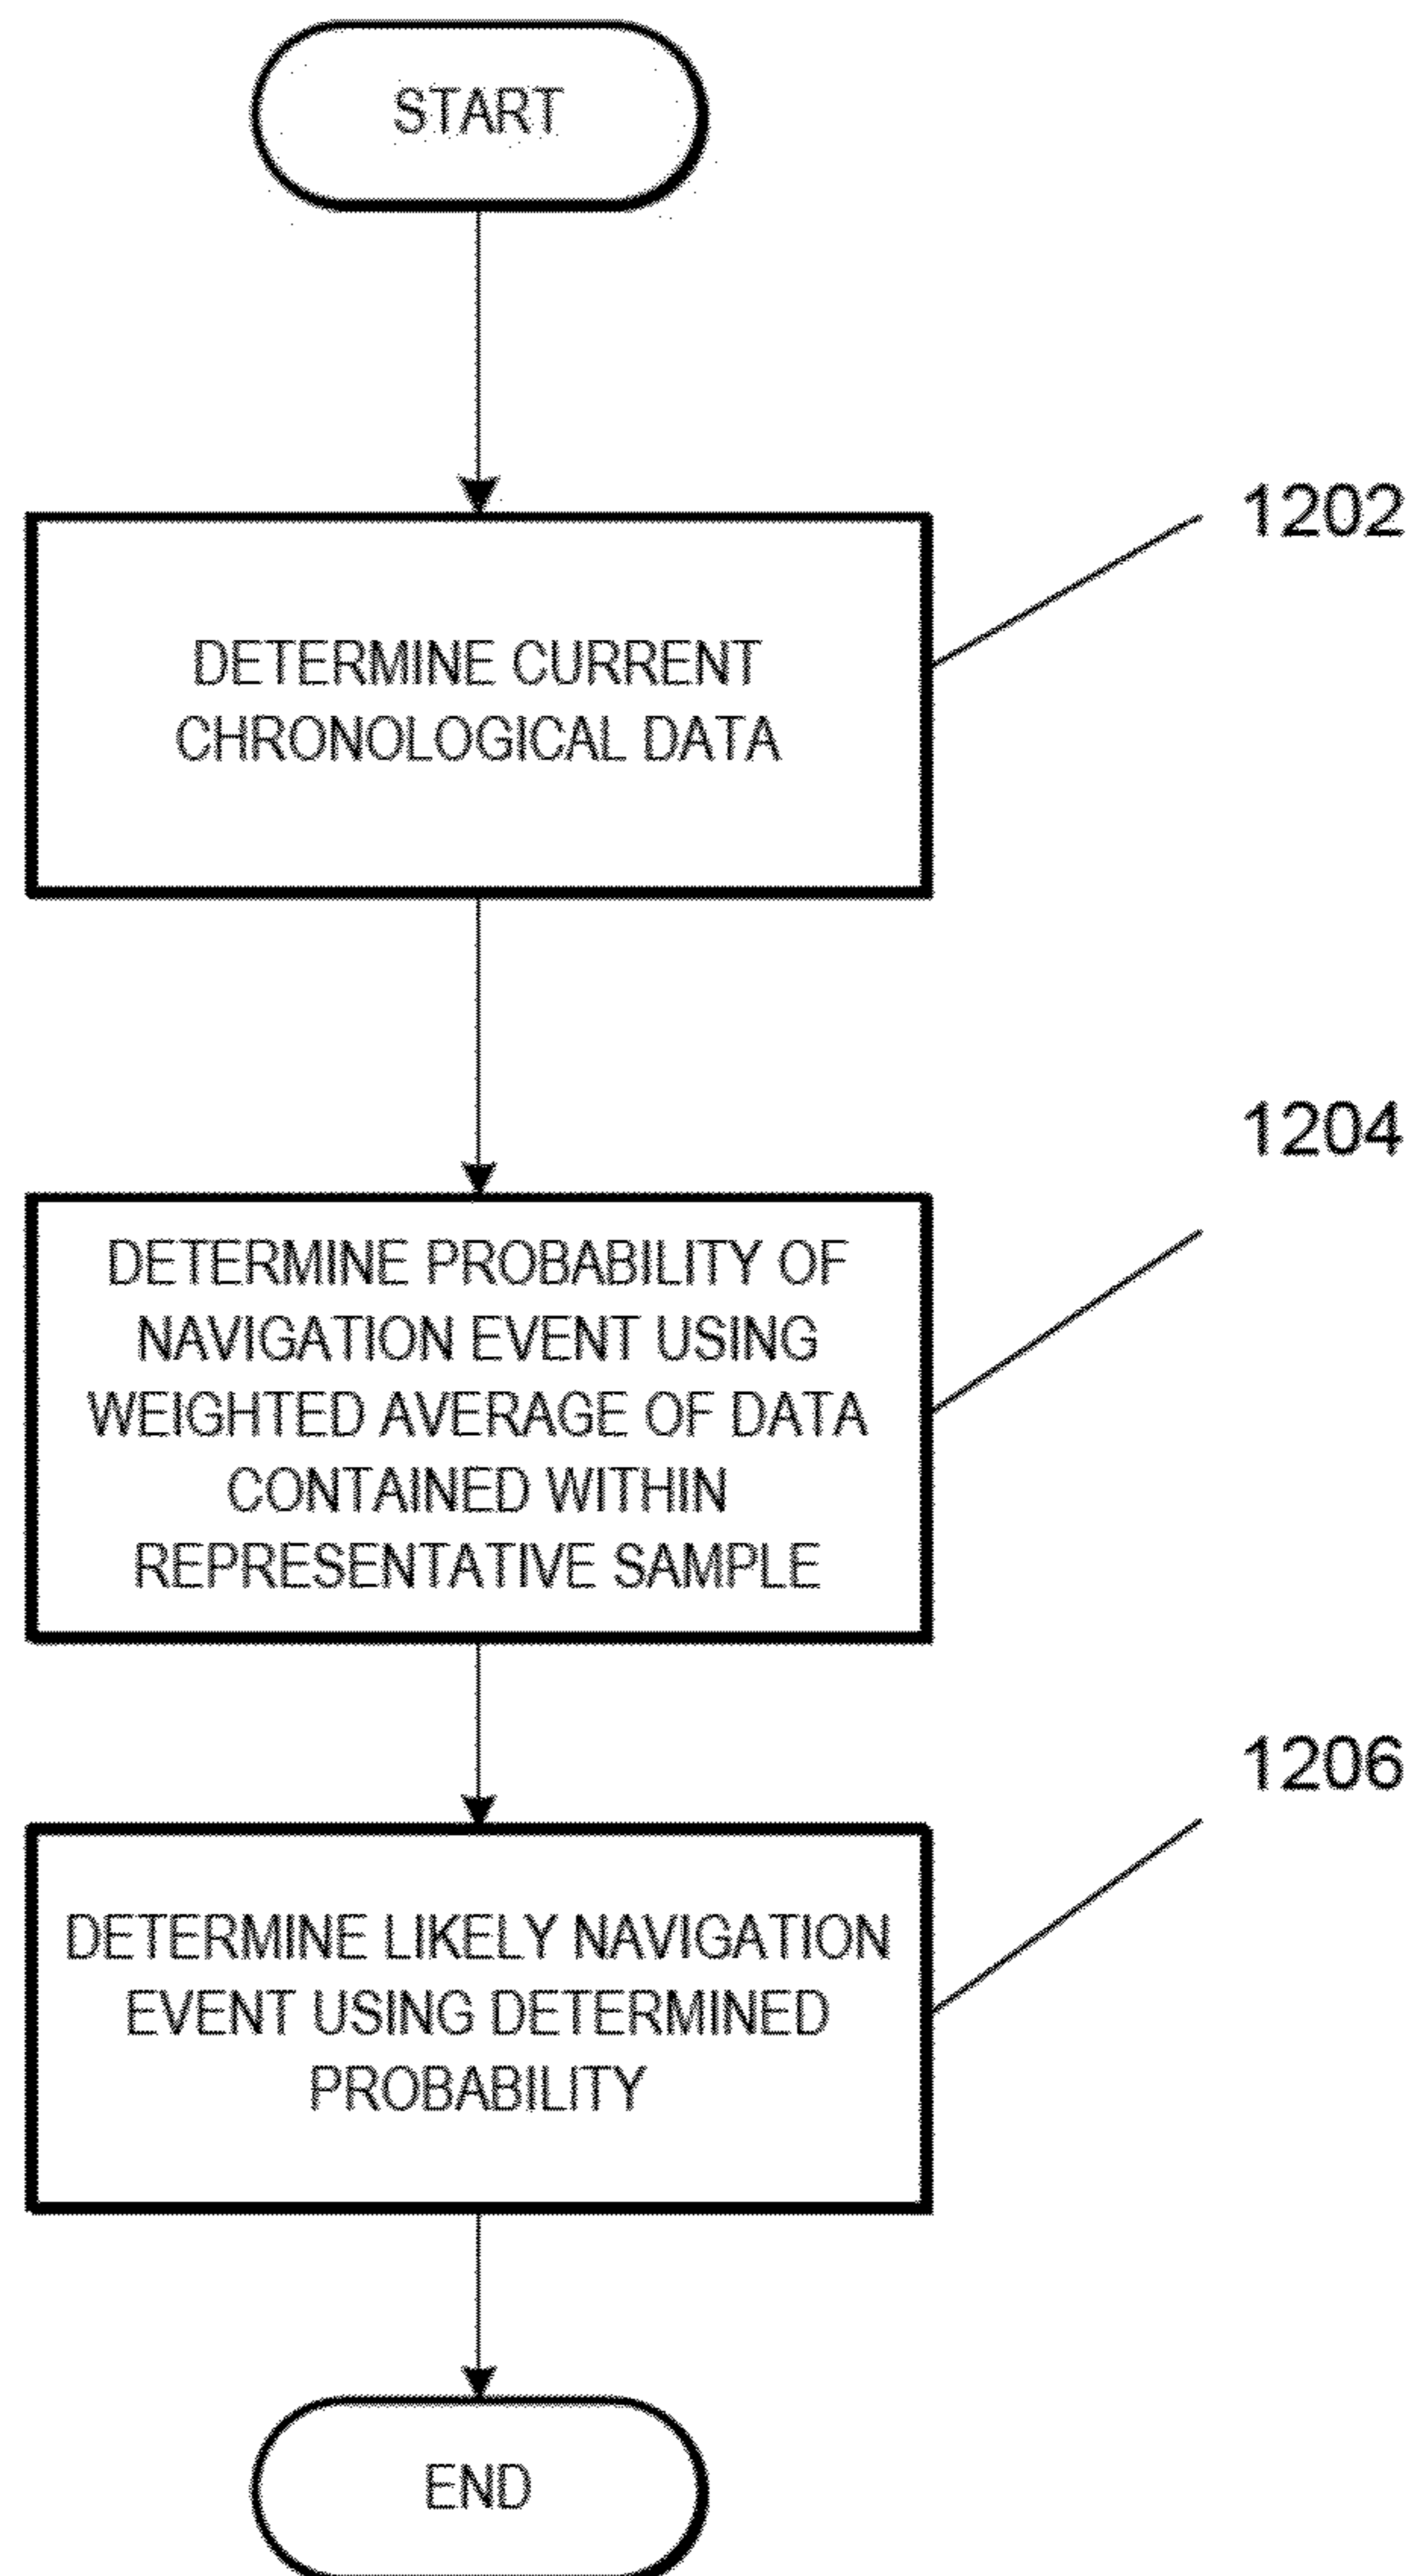 START
1202
DETERMINE CURRENT
CHRONOLOGICAL DATA
1204
DETERMINE PROBABILITY OF
NAVIGATION EVENT USING
WEIGHTED AVERAGE OF DATA
CONTAINED WITHIN
REPRESENTATIVE SAMPLE
1206
DETERMINE LIKELY NAVIGATION
EVENT USING DETERMINED
PROBABILITY
END